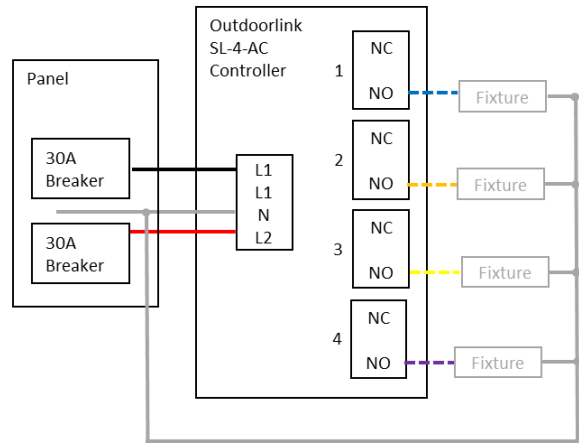 Outdoorlink
SL-4-AC
Controller
Panel
30A
Breaker
30A
Breaker
L1
L1
N
L2
1
NC
NO
Fixture
2
NC
NO
Fixture
3
NC
NO
Fixture
4
NC
NO
Fixture